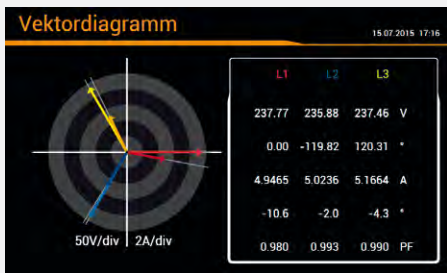 Vektordiagramm
15.07.2015 17:16
L1 L2 L3
237.77 235.88 237.46 V
0.00 -119.82 120.31 °
4.9465 5.0236 5.1664 A
-10.6 -2.0 -4.3 °
0.980 0.993 0.990 PF
50V/div 2A/div